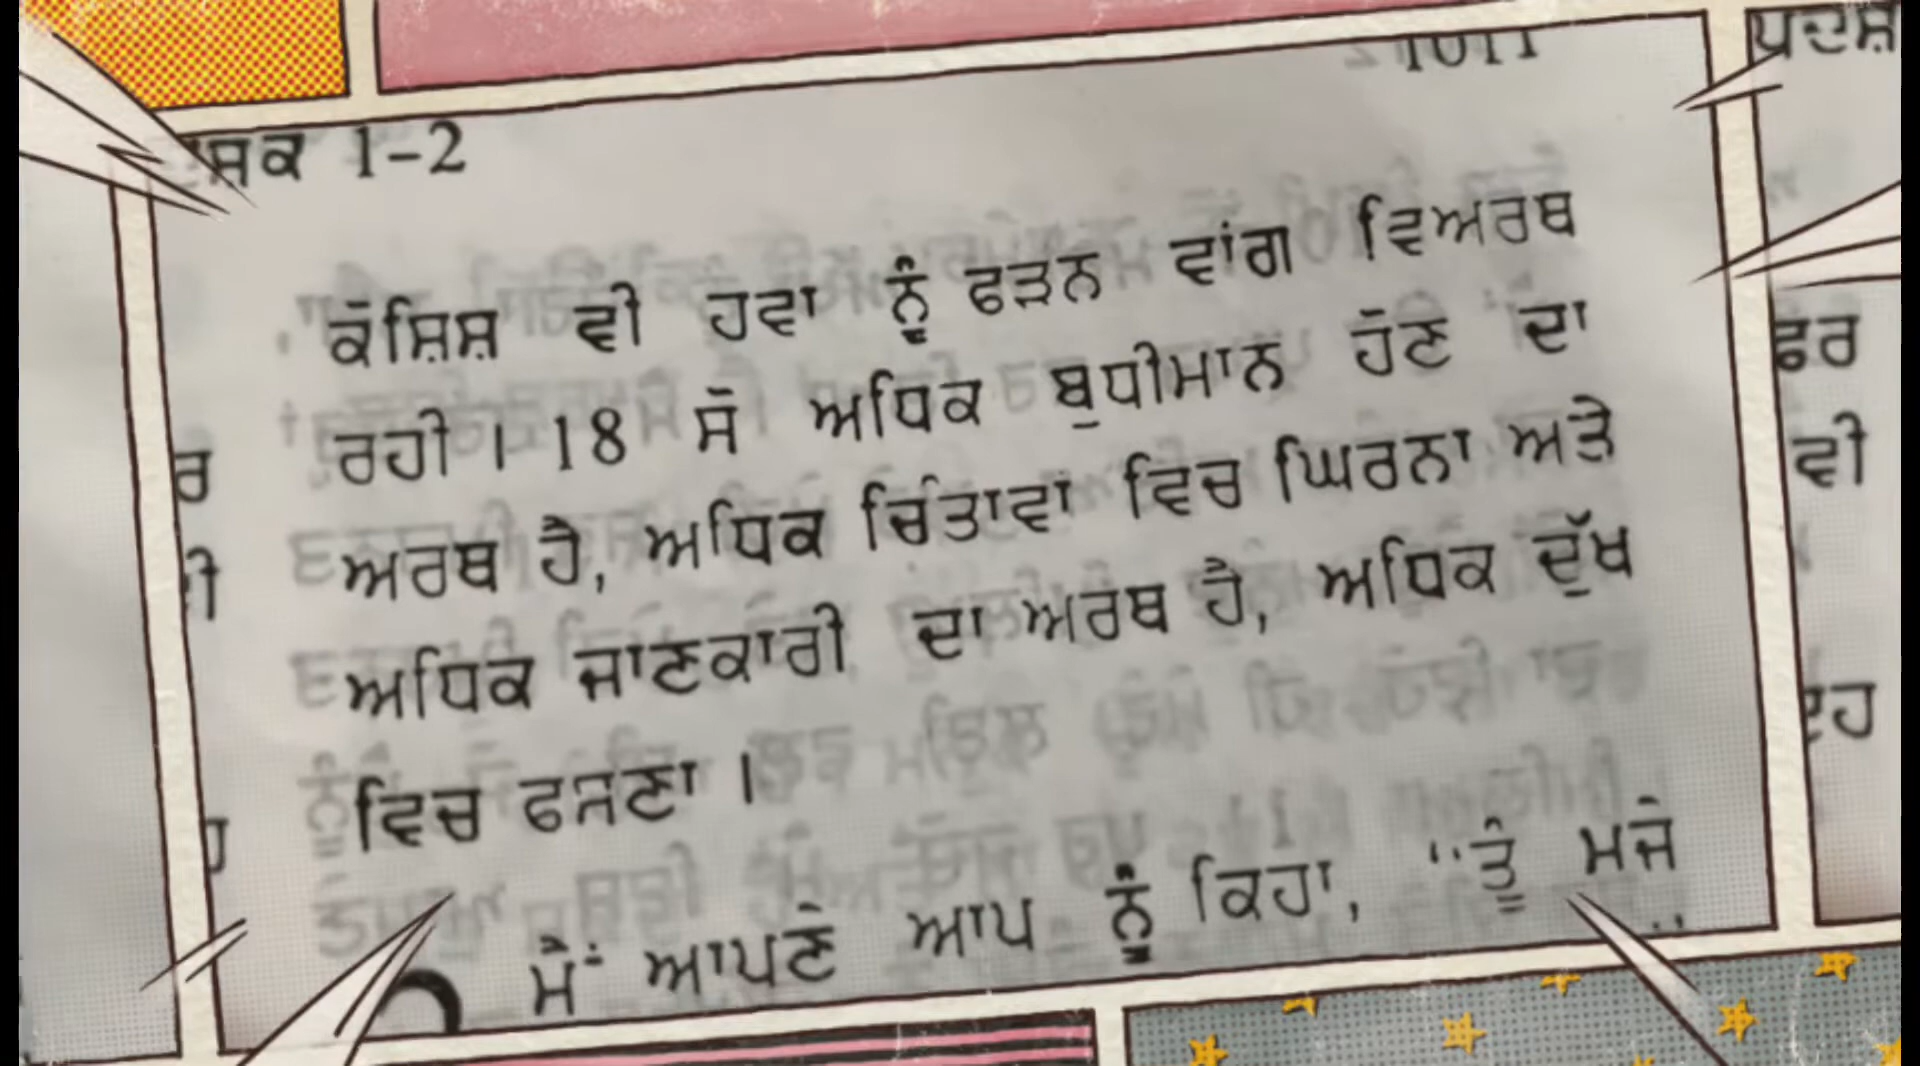 1-2
ਕੋਸ਼ਿਸ਼ ਵੀ ਹਵਾ ਨੂੰ ਫੜਨ ਵਾਂਗ ਵਿਅਰਥ
ਰਹੀ । 18 ਸੋ ਅਧਿਕ ਬੁਧੀਮਾਨ ਹੋਣ ਦਾ
ਅਰਥ ਹੈ, ਅਧਿਕ ਚਿੰਤਾਵਾਂ ਵਿਚ ਘਿਰਨਾ ਅਤੇ
ਅਧਿਕ ਜਾਣਕਾਰੀ ਦਾ ਅਰਥ ਹੈ, ਅਧਿਕ ਦੁੱਖ
ਵਿਚ ਫਸਣਾ ।
ਮੈਂ ਆਪਣੇ ਆਪ ਨੂੰ ਕਿਹਾ, “ਤੂੰ ਮਜੇ
ਵੀ